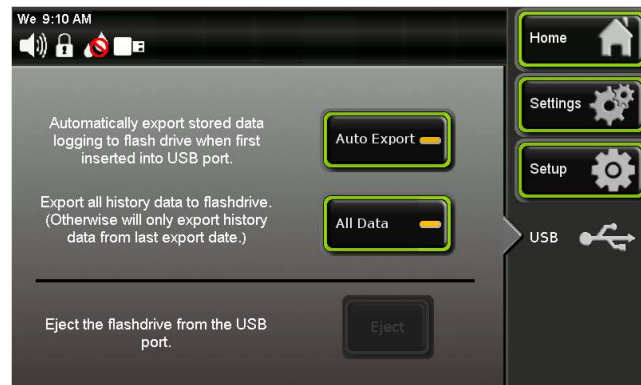 We 9:10 AM
Home
Settings
Setup
USB
Automatically export stored data
logging to flash drive when first
inserted into USB port.
Auto Export
Export all history data to flashdrive.
(Otherwise will only export history
data from last export date.)
All Data
Eject the flashdrive from the USB
port.
Eject